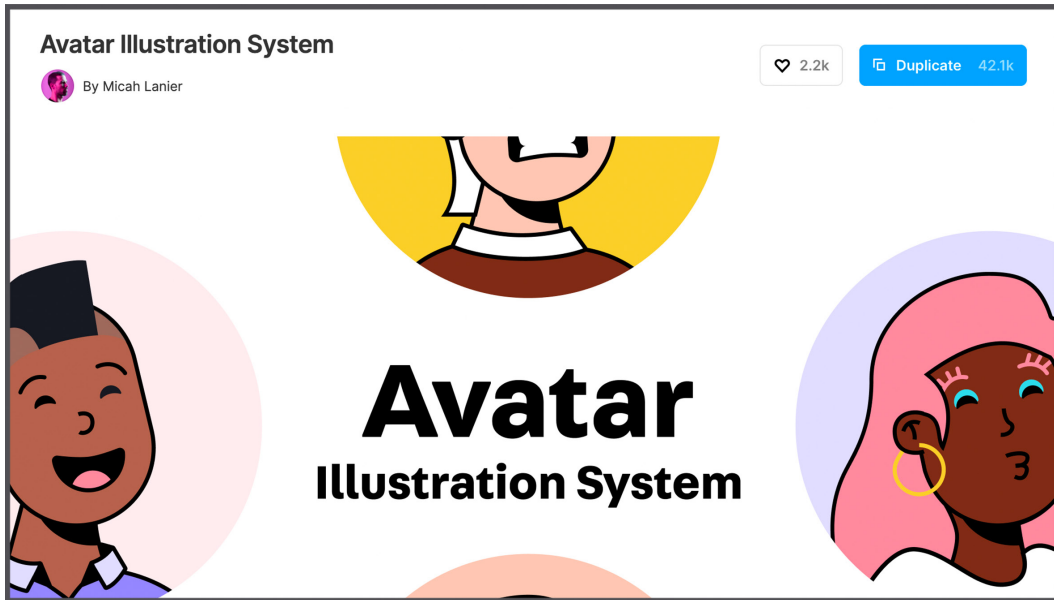 Avatar Illustration System
By Micah Lanier
2.2k
Duplicate 42.1k
Avatar
Illustration System